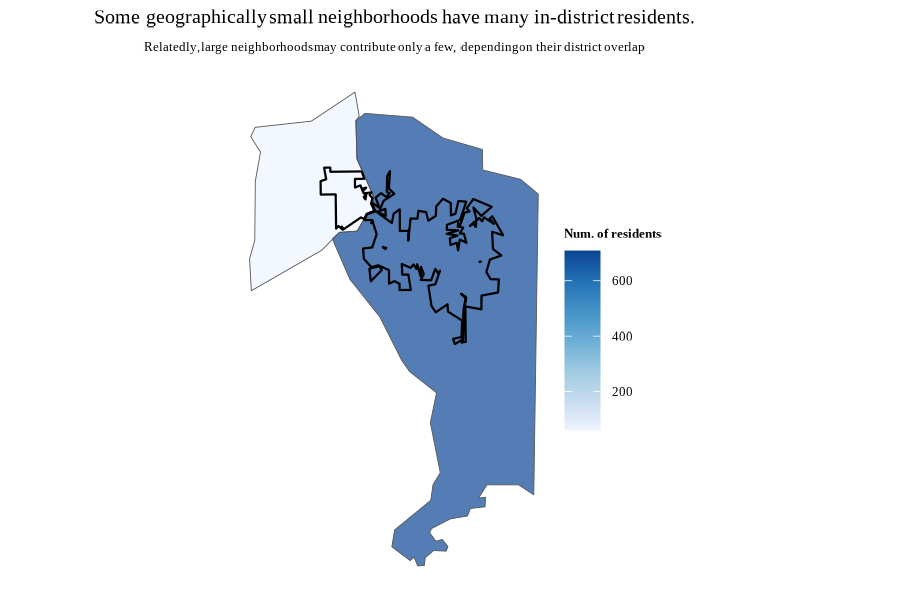 Some geographically small neighborhoods have many in-district residents.
Relatedly, large neighborhoods may contribute only a few, depending on their district overlap
Num. of residents
600
400
200